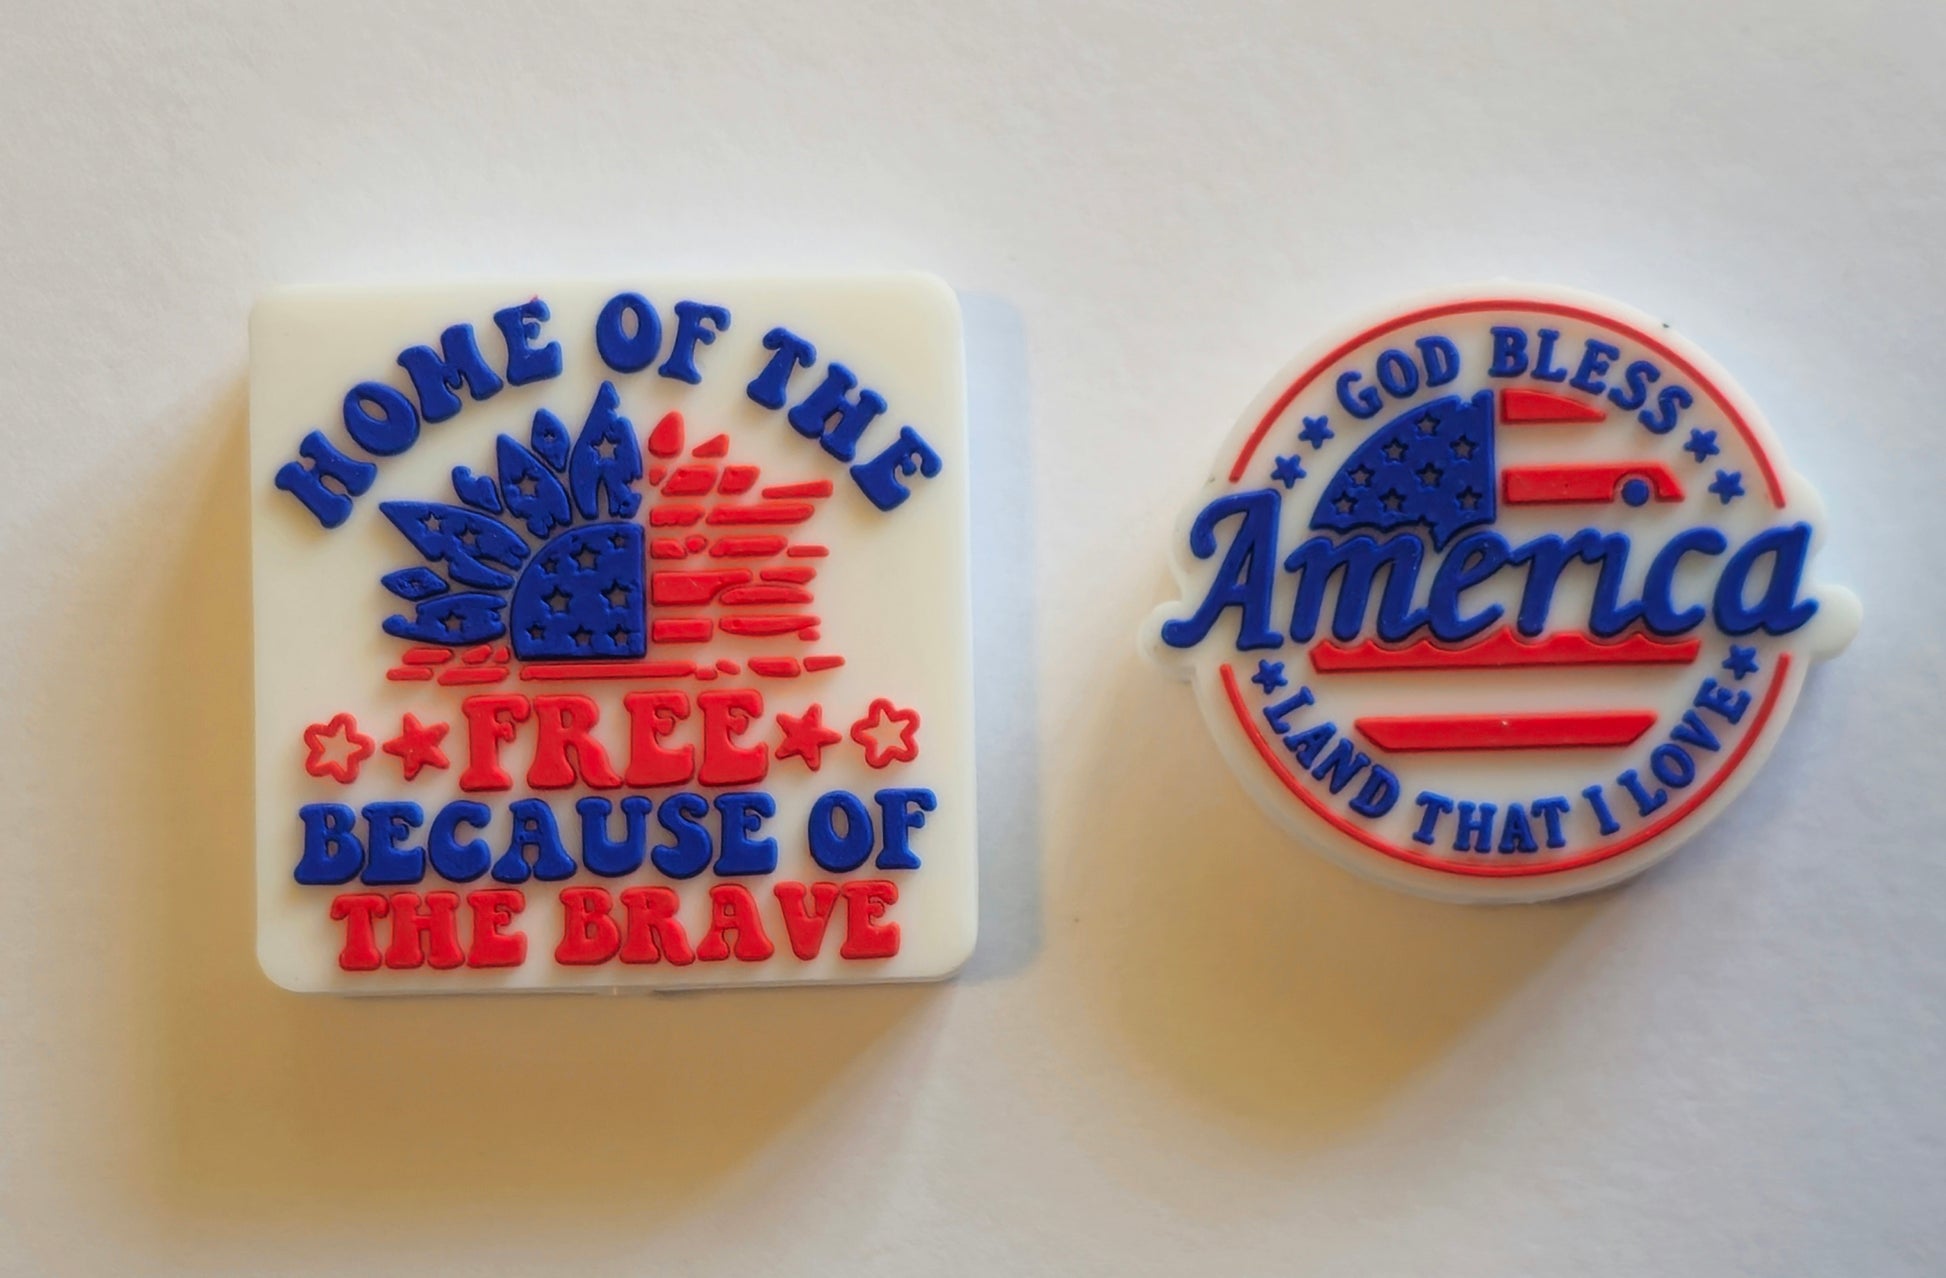 HOME OF THE
FREE
BECAUSE OF
THE BRAVE
GOD BLESS
America
LAND THAT I LOVE